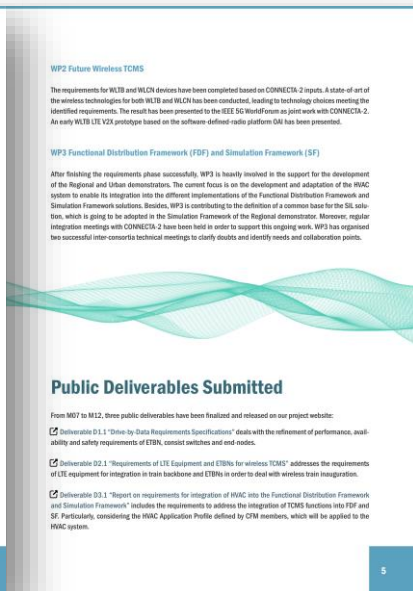 WP2 Future Wireless TCMS
The requirements for WLTB and WLCN devices have been completed based on CONNECTA-2 inputs. A state-of-art of
the wireless technologies for both WLTB and WLCN has been conducted, leading to technology choices meeting the
identified requirements. The result has been presented to the IEEE 5G WorldForum as joint work with CONNECTA-2.
An early WLTB LTE V2X prototype based on the software-defined-radio platform OAI has been presented.
WP3 Functional Distribution Framework (FDF) and Simulation Framework (SF)
After finishing the requirements phase successfully, WP3 is heavily involved in the support for the development
of the Regional and Urban demonstrators. The current focus is on the development and adaptation of the HVAC
system to enable its integration into the different implementations of the Functional Distribution Framework and
Simulation Framework solutions. Besides, WP3 is contributing to the definition of a common base for the SIL solu-
tion, which is going to be adopted in the Simulation Framework of the Regional demonstrator. Moreover, regular
integration meetings with CONNECTA-2 have been held in order to support this ongoing work. WP3 has organised
two successful inter-consortia technical meetings to clarify doubts and identify needs and collaboration points.
Public Deliverables Submitted
From M07 to M12, three public deliverables have been finalized and released on our project website:
Deliverable D1.1 “Drive-by-Data Requirements Specifications” deals with the refinement of performance, avail-
ability and safety requirements of ETBN, consist switches and end-nodes.
Deliverable D2.1 “Requirements of LTE Equipment and ETBNs for wireless TCMS” addresses the requirements
of LTE equipment for integration in train backbone and ETBNs in order to deal with wireless train inauguration.
Deliverable D3.1 “Report on requirements for integration of HVAC into the Functional Distribution Framework
and Simulation Framework” includes the requirements to address the integration of TCMS functions into FDF and
SF. Particularly, considering the HVAC Application Profile defined by CFM members, which will be applied to the
HVAC system.
5